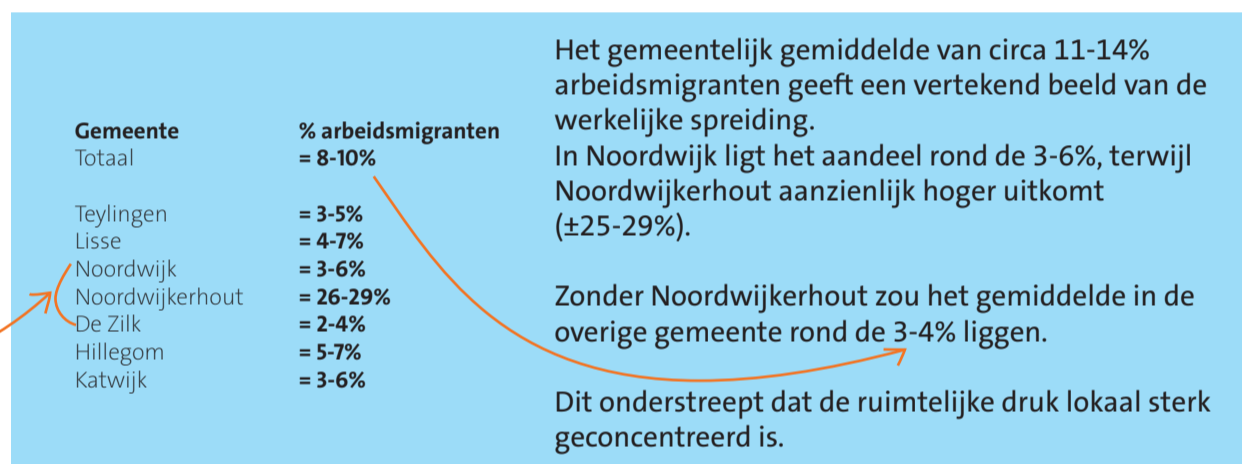 Gemeente % arbeidsmigranten
Totaal = 8-10%
Teylingen = 3-5%
Lisse = 4-7%
Noordwijk = 3-6%
Noordwijkerhout = 26-29%
De Zilk = 2-4%
Hillegom = 5-7%
Katwijk = 3-6%
Het gemeentelijk gemiddelde van circa 11-14%
arbeidsmigranten geeft een vertekend beeld van de
werkelijke spreiding.
In Noordwijk ligt het aandeel rond de 3-6%, terwijl
Noordwijkerhout aanzienlijk hoger uitkomt
(±25-29%).
Zonder Noordwijkerhout zou het gemiddelde in de
overige gemeente rond de 3-4% liggen.
Dit onderstreept dat de ruimtelijke druk lokaal sterk
geconcentreerd is.